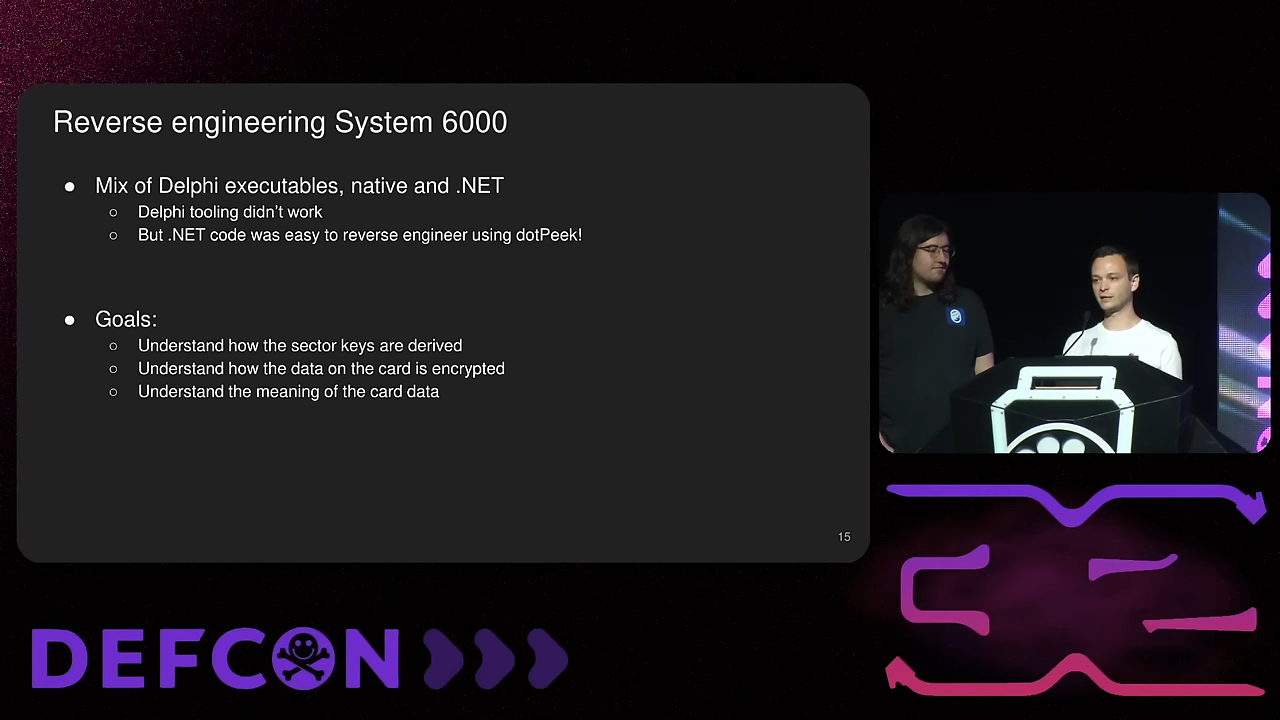 Reverse engineering System 6000
● Mix of Delphi executables, native and .NET
○ Delphi tooling didn't work
○ But .NET code was easy to reverse engineer using dotPeek!
● Goals:
○ Understand how the sector keys are derived
○ Understand how the data on the card is encrypted
○ Understand the meaning of the card data
15
DEFCON